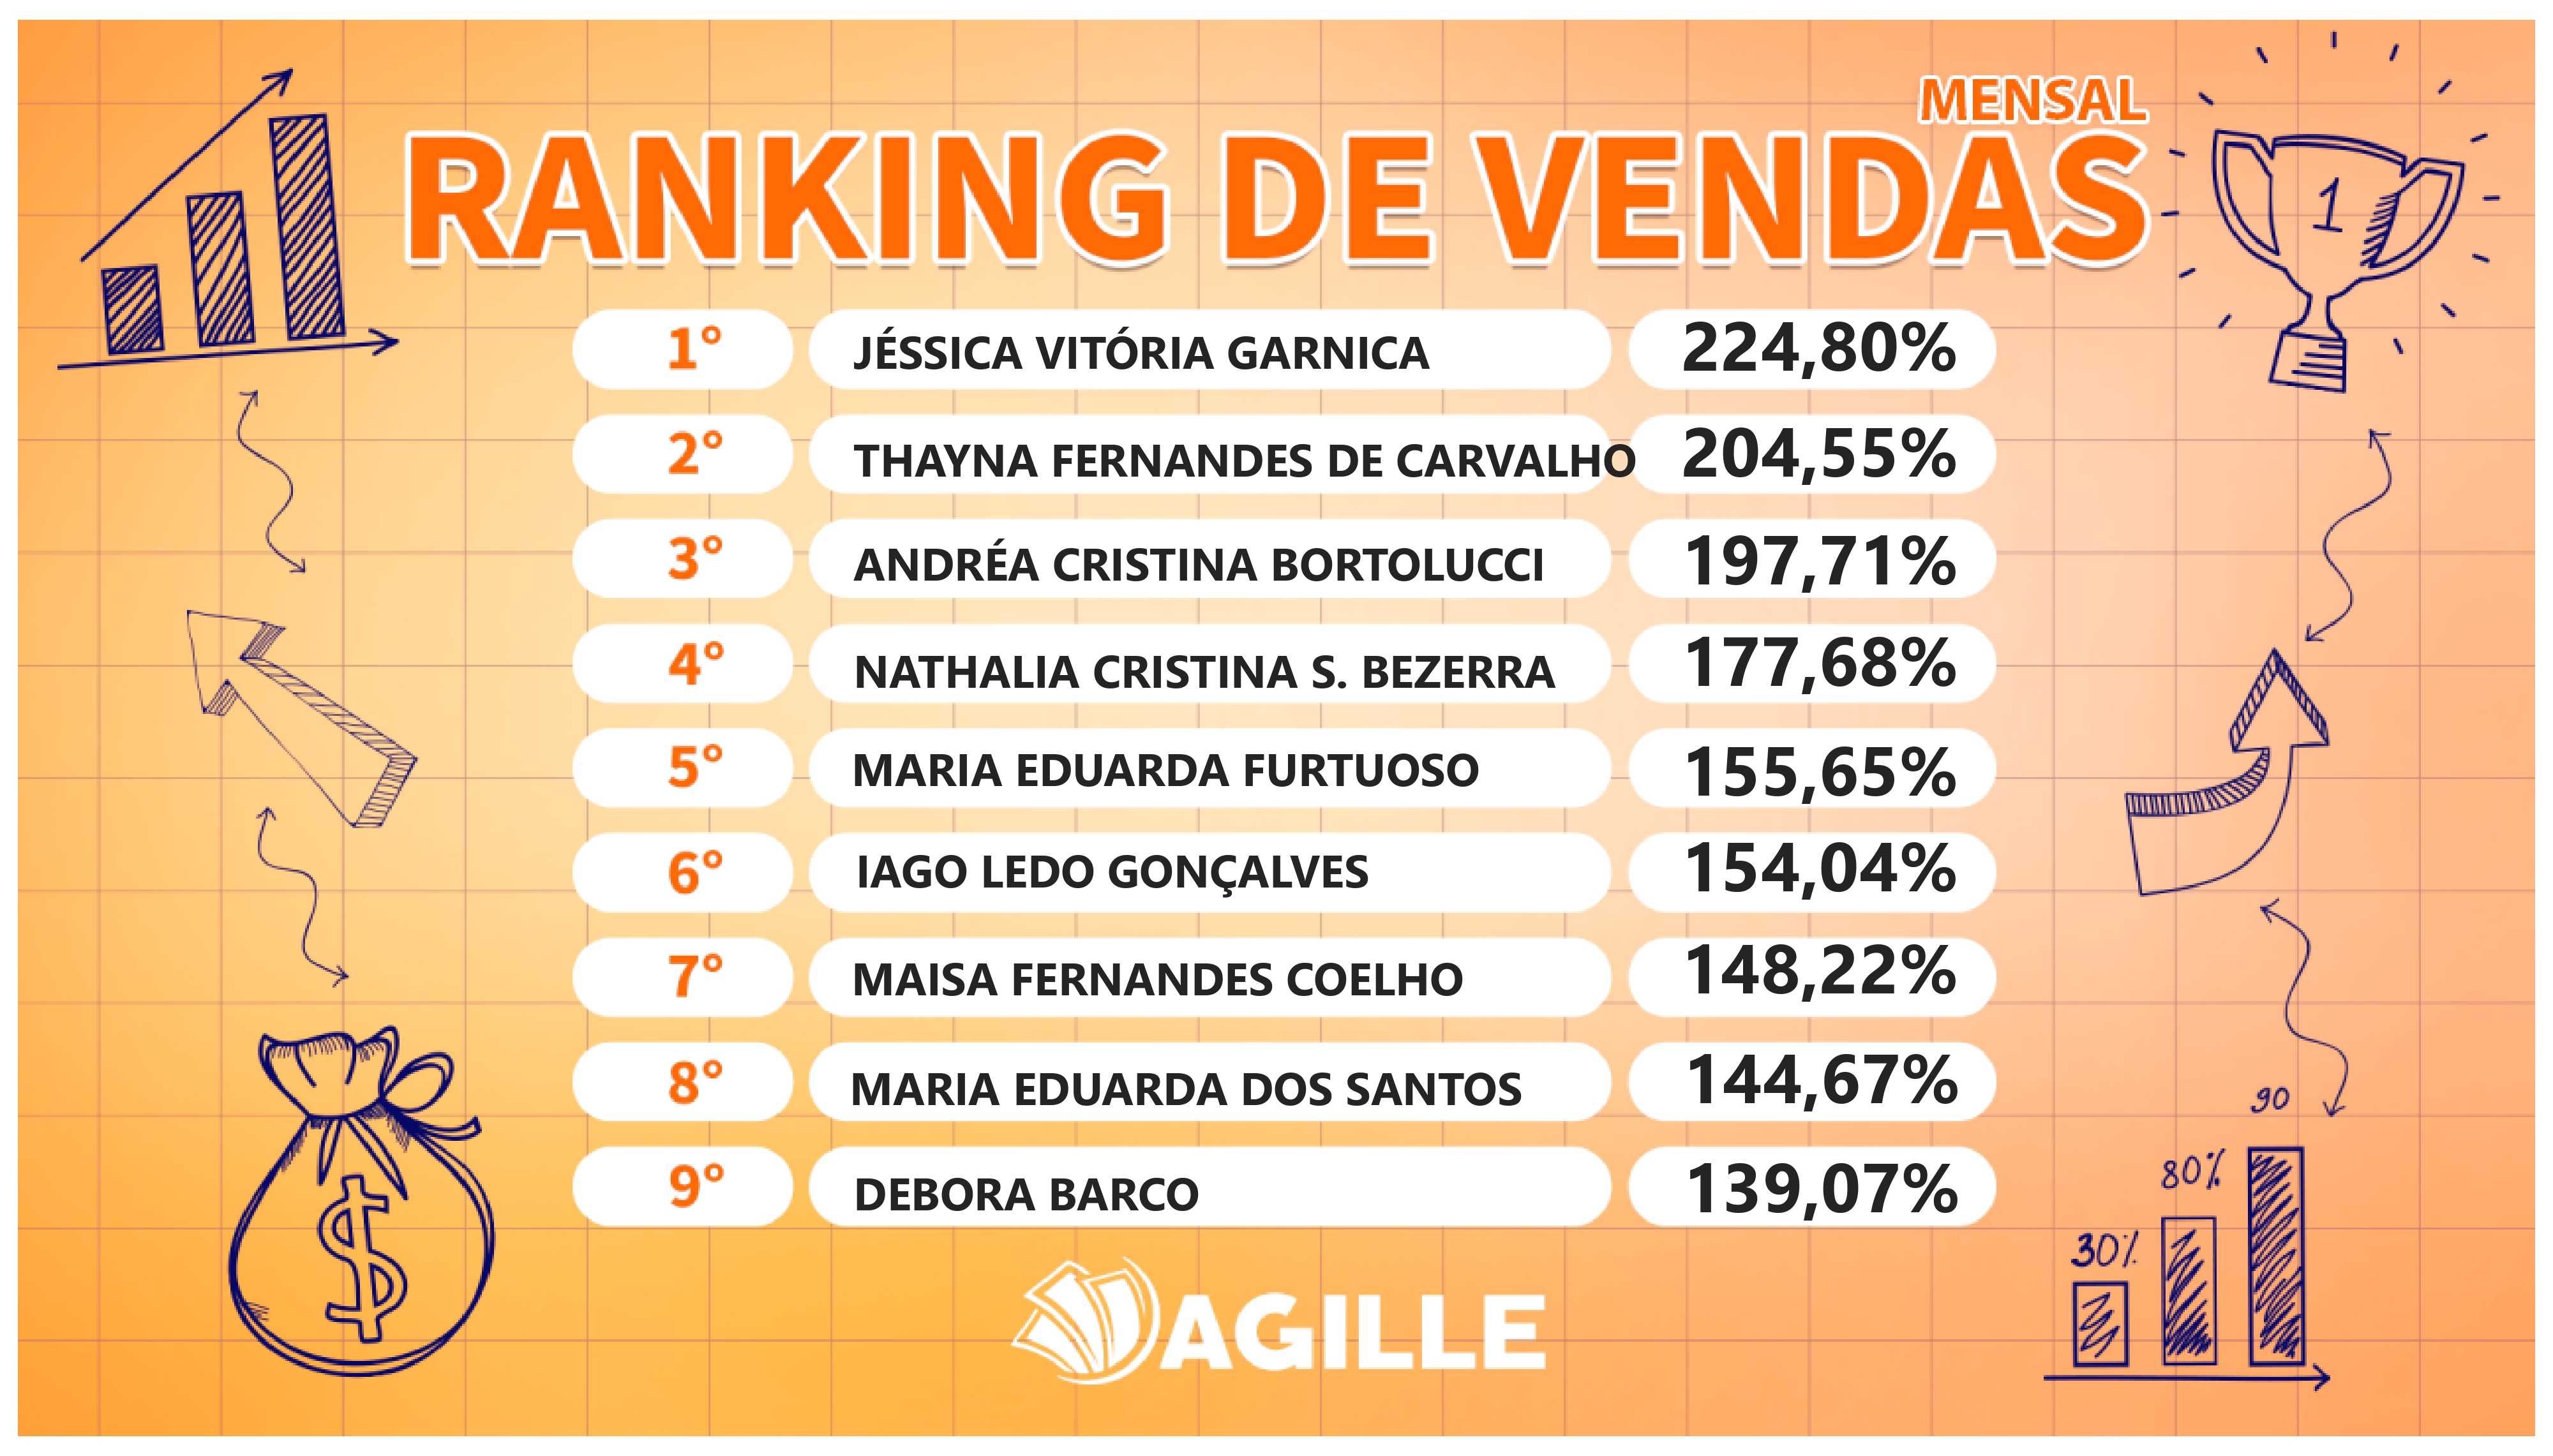 MENSAL
RANKING DE VENDAS
1° JÉSSICA VITÓRIA GARNICA 224,80%
2° THAYNA FERNANDES DE CARVALHO 204,55%
3° ANDRÉA CRISTINA BORTOLUCCI 197,71%
4° NATHALIA CRISTINA S. BEZERRA 177,68%
5° MARIA EDUARDA FURTUOSO 155,65%
6° IAGO LEDO GONÇALVES 154,04%
7° MAISA FERNANDES COELHO 148,22%
8° MARIA EDUARDA DOS SANTOS 144,67%
9° DEBORA BARCO 139,07%
AGILLE
1
$
90
80%
30%